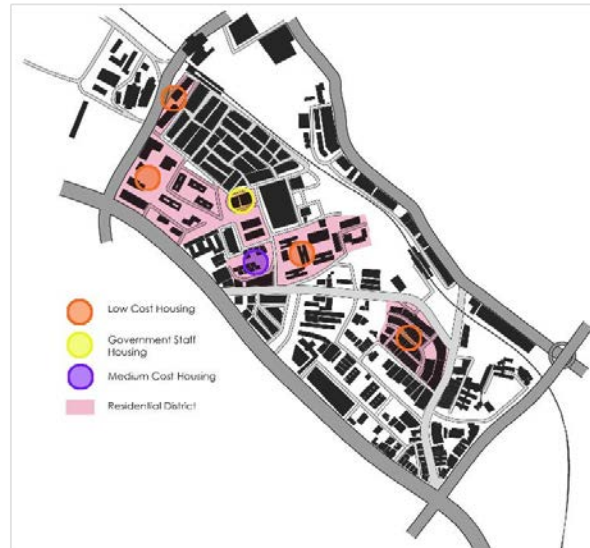 Low Cost Housing
Government Staff
Housing
Medium Cost Housing
Residential District